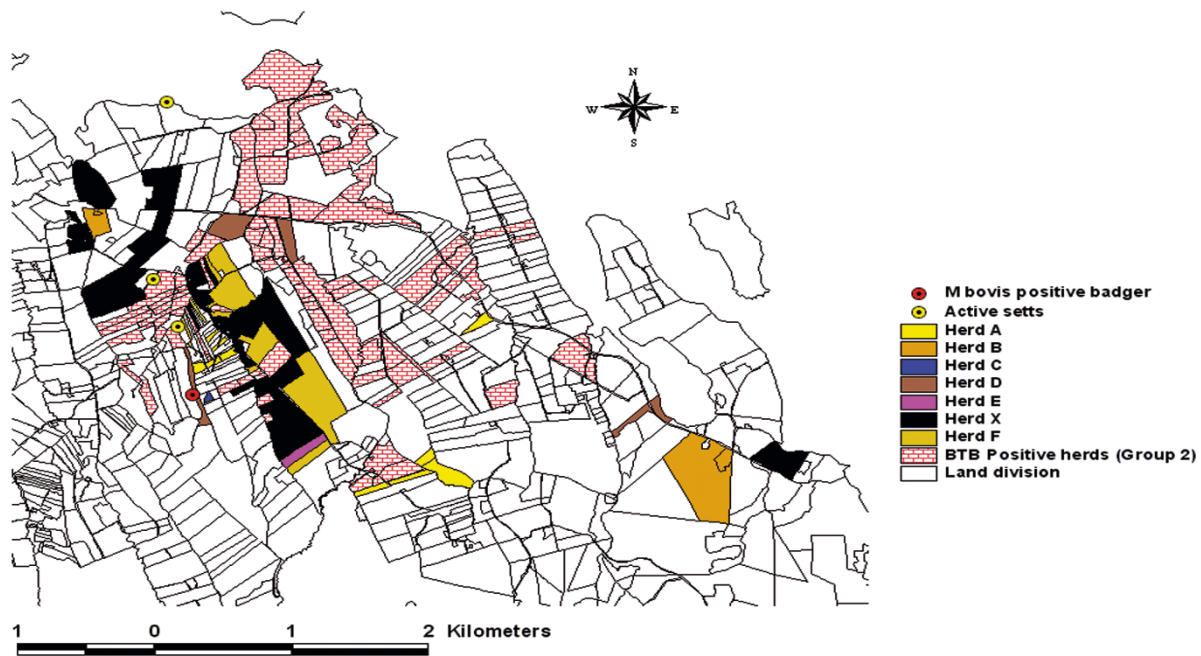 N
W E
S
M bovis positive badger
Active setts
Herd A
Herd B
Herd C
Herd D
Herd E
Herd X
Herd F
BTB Positive herds (Group 2)
Land division
1 0 1 2 Kilometers